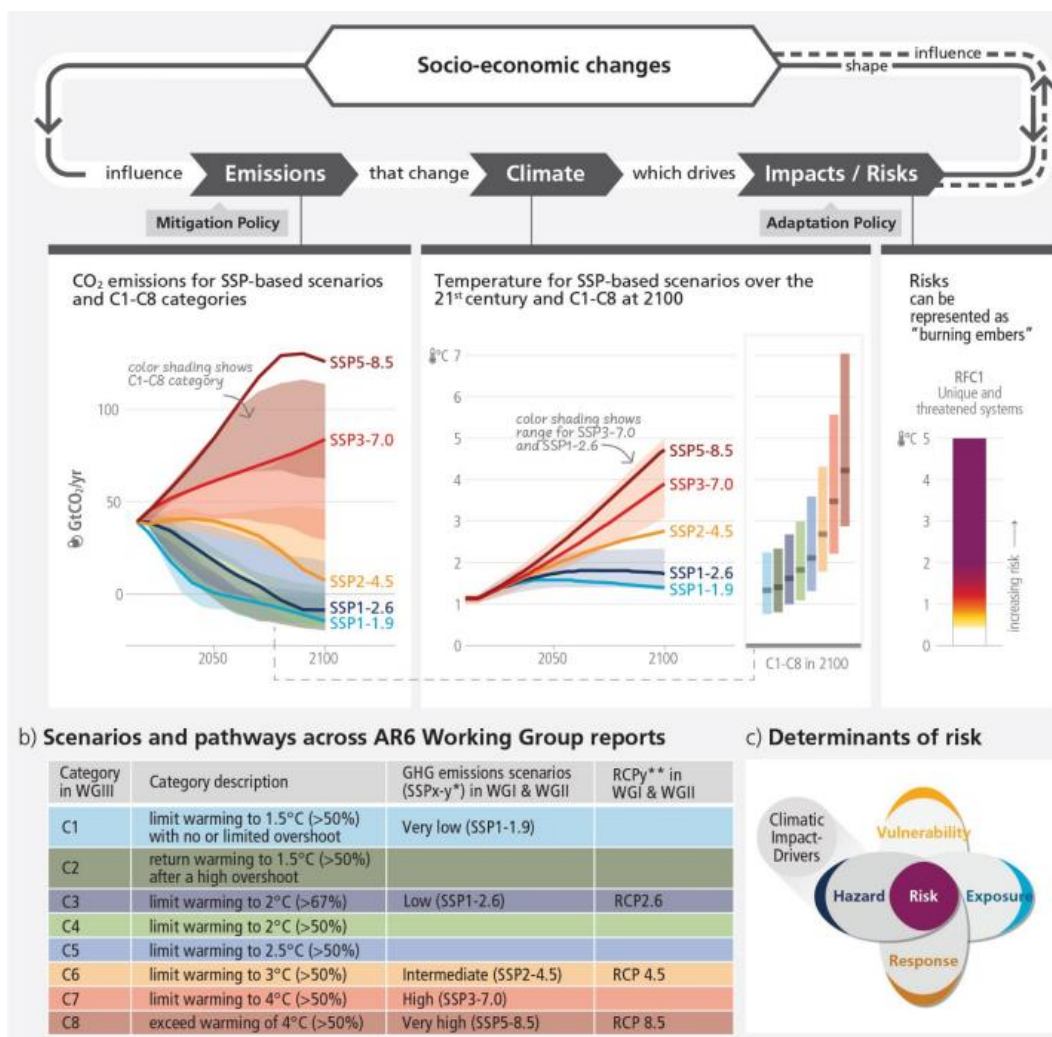 Socio-economic changes
influence
shape
influence
Emissions
that change
Climate
which drives
Impacts / Risks
Mitigation Policy
Adaptation Policy
CO₂ emissions for SSP-based scenarios
and C1-C8 categories
color shading shows
C1-C8 category
SSP5-8.5
100
SSP3-7.0
GtCO₂/yr
50
SSP2-4.5
0
SSP1-2.6
SSP1-1.9
2050
2100
Temperature for SSP-based scenarios over the
21st century and C1-C8 at 2100
°C 7
6
color shading shows
range for SSP3-7.0
and SSP1-2.6
5
SSP5-8.5
4
SSP3-7.0
3
SSP2-4.5
2
SSP1-2.6
SSP1-1.9
1
0
2050
2100
C1-C8 in 2100
Risks
can be
represented as
"burning embers"
RFC1
Unique and
threatened systems
°C 5
4
3
2
1
0
increasing risk
b) Scenarios and pathways across AR6 Working Group reports
Category in WGIII | Category description | GHG emissions scenarios (SSPx-y*) in WGI & WGII | RCPy** in WGI & WGII
C1 limit warming to 1.5°C (>50%) with no or limited overshoot Very low (SSP1-1.9)
C2 return warming to 1.5°C (>50%) after a high overshoot
C3 limit warming to 2°C (>67%) Low (SSP1-2.6) RCP2.6
C4 limit warming to 2°C (>50%)
C5 limit warming to 2.5°C (>50%)
C6 limit warming to 3°C (>50%) Intermediate (SSP2-4.5) RCP 4.5
C7 limit warming to 4°C (>50%) High (SSP3-7.0)
C8 exceed warming of 4°C (>50%) Very high (SSP5-8.5) RCP 8.5
c) Determinants of risk
Climatic
Impact-
Drivers
Vulnerability
Hazard
Risk
Exposure
Response